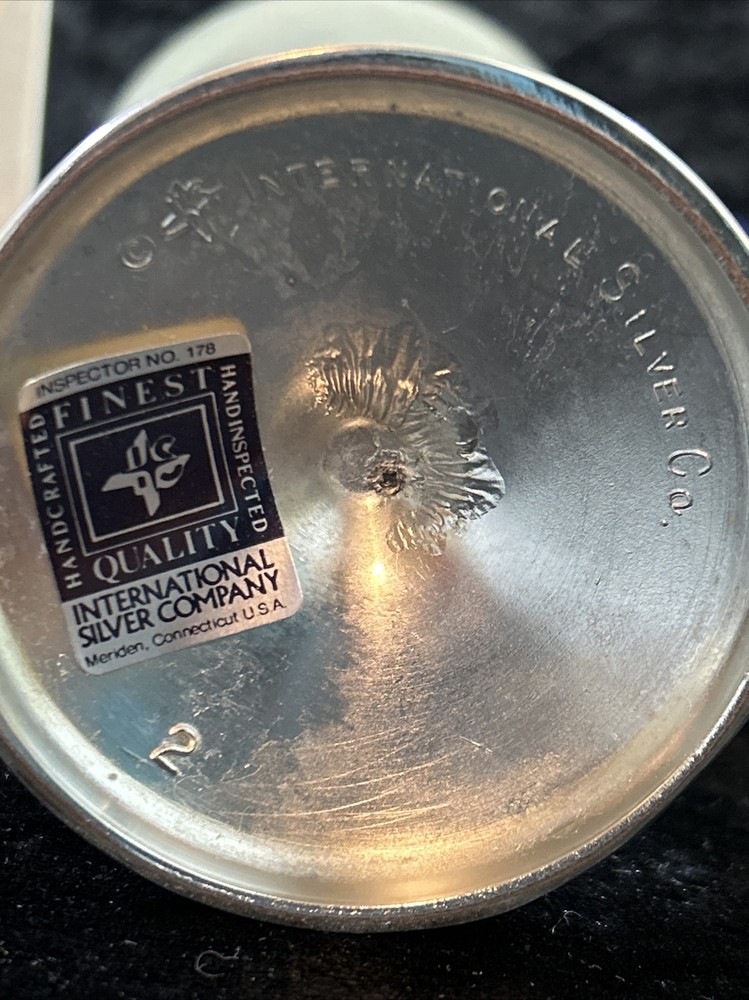 © INTERNATIONAL SILVER CO.
INSPECTOR NO. 178
FINEST
HANDCRAFTED
HANDINSPECTED
QUALITY
INTERNATIONAL
SILVER COMPANY
Meriden, Connecticut U.S.A.
2